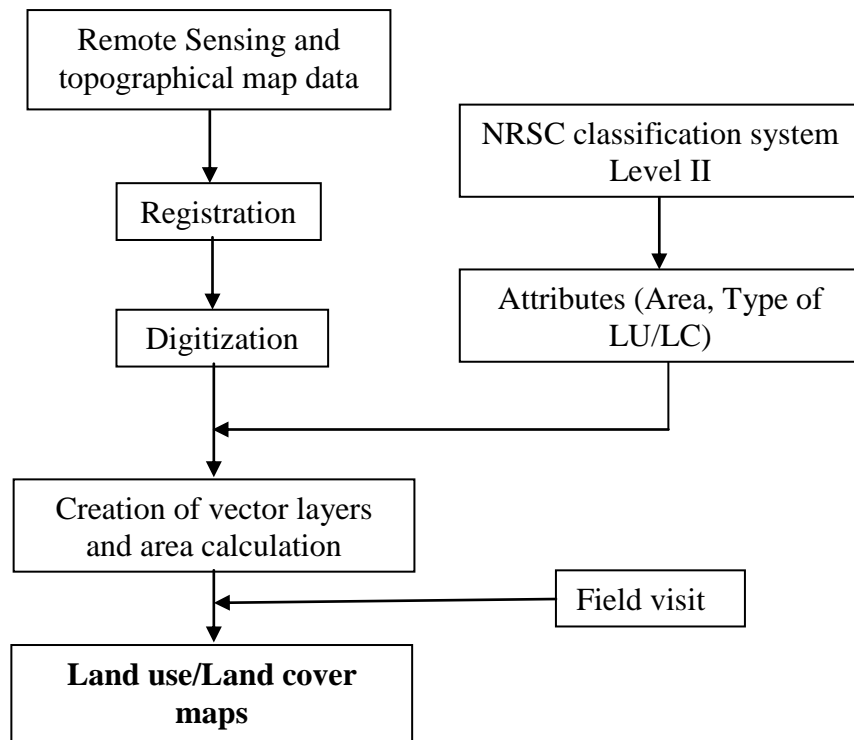 Remote Sensing and
topographical map data
NRSC classification system
Level II
Registration
Attributes (Area, Type of
LU/LC)
Digitization
Creation of vector layers
and area calculation
Field visit
Land use/Land cover
maps